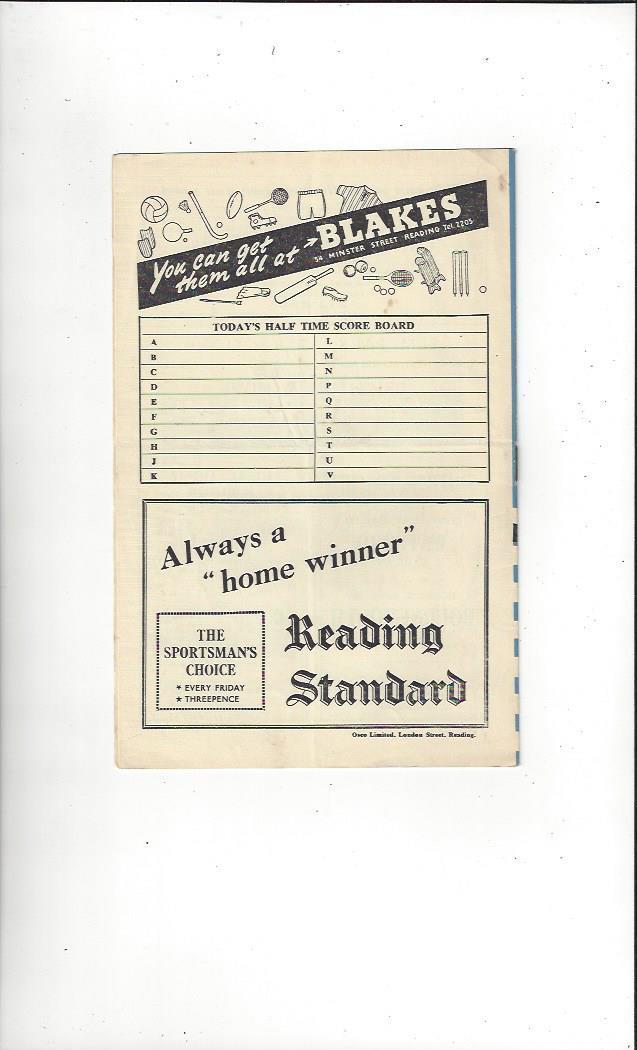 You can get
them all at → BLAKES
34 MINSTER STREET READING Tel. 2205
TODAY'S HALF TIME SCORE BOARD
A L
B M
C N
D P
E Q
F R
G S
H T
J U
K V
Always a
"home winner"
THE
SPORTSMAN'S
CHOICE
* EVERY FRIDAY
★ THREEPENCE
Reading
Standard
Osco Limited, London Street, Reading.